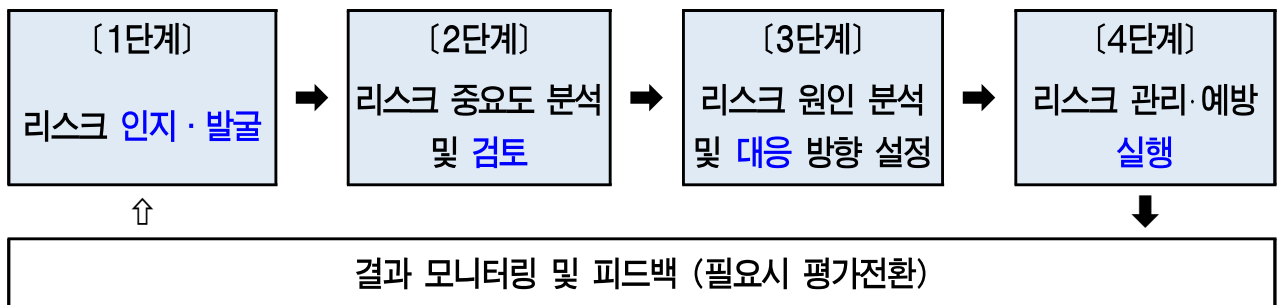 〔1단계〕
리스크 인지 · 발굴
➡
〔2단계〕
리스크 중요도 분석
및 검토
➡
〔3단계〕
리스크 원인 분석
및 대응 방향 설정
➡
〔4단계〕
리스크 관리·예방
실행
⇧
⬇
결과 모니터링 및 피드백 (필요시 평가전환)